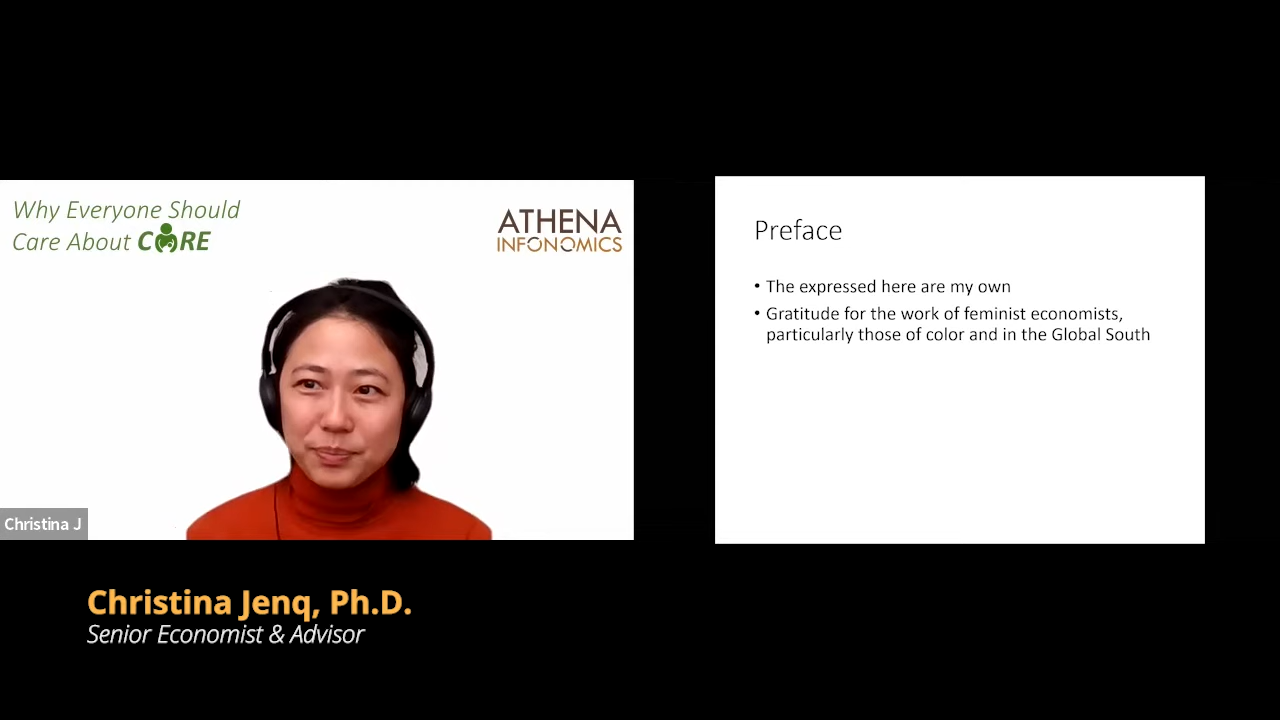 Why Everyone Should
Care About CARE
ATHENA
INFONOMICS
Christina J
Christina Jenq, Ph.D.
Senior Economist & Advisor
Preface
• The expressed here are my own
• Gratitude for the work of feminist economists,
particularly those of color and in the Global South